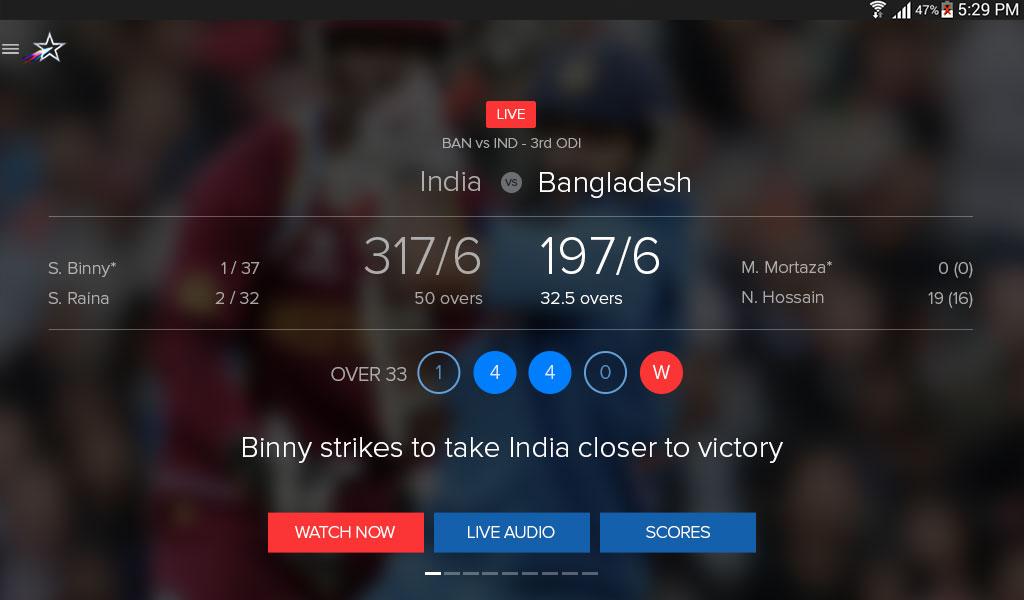 47% 5:29 PM
LIVE
BAN vs IND - 3rd ODI
India vs Bangladesh
317/6 197/6
50 overs 32.5 overs
S. Binny* 1 / 37
S. Raina 2 / 32
M. Mortaza* 0 (0)
N. Hossain 19 (16)
OVER 33 1 4 4 0 W
Binny strikes to take India closer to victory
WATCH NOW LIVE AUDIO SCORES